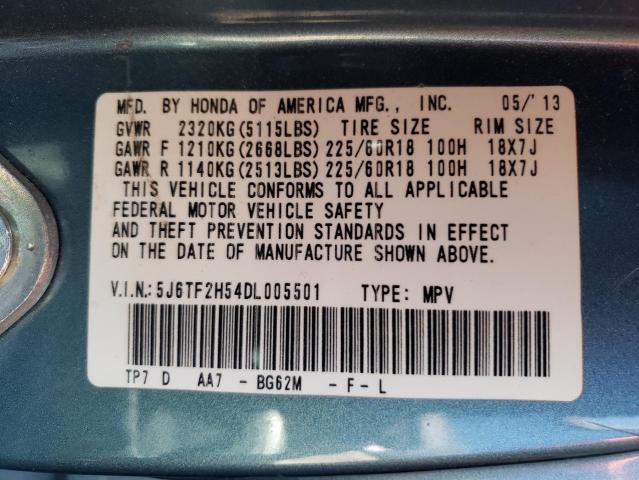 MFD. BY HONDA OF AMERICA MFG., INC. 05/'13
GVWR 2320KG(5115LBS) TIRE SIZE RIM SIZE
GAWR F 1210KG(2668LBS) 225/60R18 100H 18X7J
GAWR R 1140KG(2513LBS) 225/60R18 100H 18X7J
THIS VEHICLE CONFORMS TO ALL APPLICABLE
FEDERAL MOTOR VEHICLE SAFETY
AND THEFT PREVENTION STANDARDS IN EFFECT
ON THE DATE OF MANUFACTURE SHOWN ABOVE.
V.I.N.: 5J6TF2H54DL005501 TYPE: MPV
TP7 D AA7 - BG62M - F - L